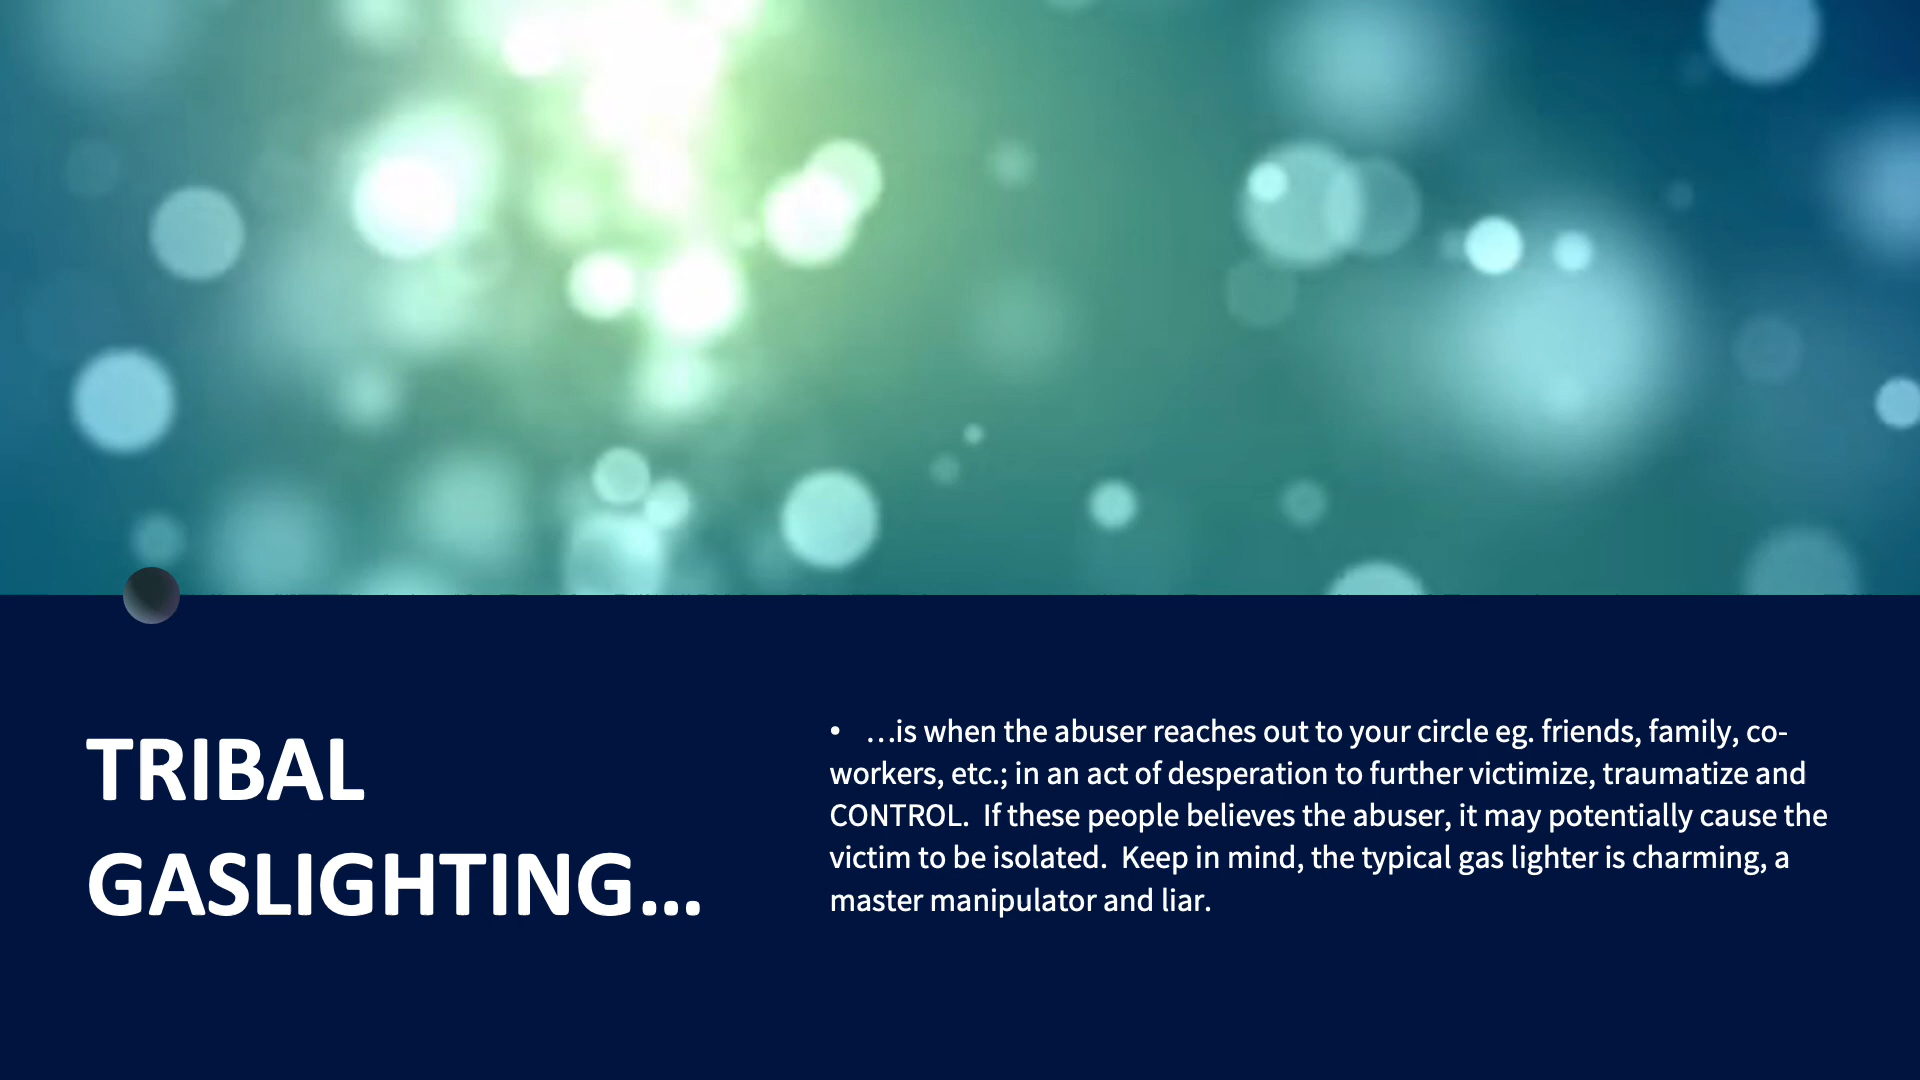 TRIBAL
GASLIGHTING...
• …is when the abuser reaches out to your circle eg. friends, family, co-
workers, etc.; in an act of desperation to further victimize, traumatize and
CONTROL.  If these people believes the abuser, it may potentially cause the
victim to be isolated.  Keep in mind, the typical gas lighter is charming, a
master manipulator and liar.